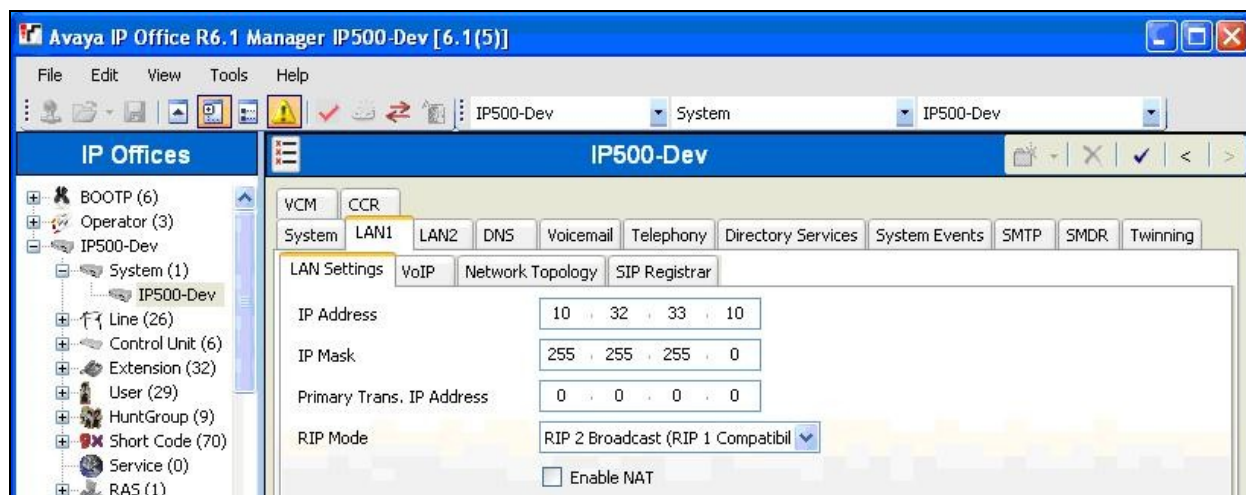 Avaya IP Office R6.1 Manager IP500-Dev [6.1(5)]
File Edit View Tools Help
IP500-Dev System IP500-Dev
IP Offices
IP500-Dev
BOOTP (6)
Operator (3)
IP500-Dev
System (1)
IP500-Dev
Line (26)
Control Unit (6)
Extension (32)
User (29)
HuntGroup (9)
Short Code (70)
Service (0)
RAS (1)
VCM CCR
System LAN1 LAN2 DNS Voicemail Telephony Directory Services System Events SMTP SMDR Twinning
LAN Settings VoIP Network Topology SIP Registrar
IP Address 10 . 32 . 33 . 10
IP Mask 255 . 255 . 255 . 0
Primary Trans. IP Address 0 . 0 . 0 . 0
RIP Mode RIP 2 Broadcast (RIP 1 Compatibil
Enable NAT